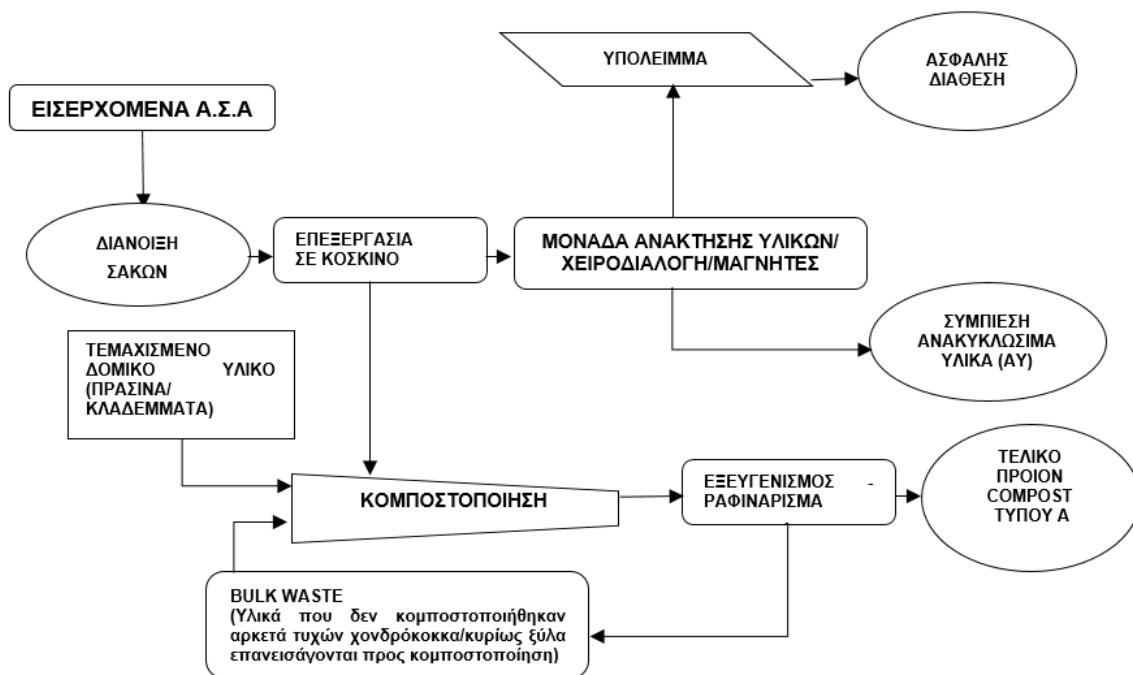 ΥΠΟΛΕΙΜΜΑ
ΑΣΦΑΛΗΣ
ΔΙΑΘΕΣΗ
ΕΙΣΕΡΧΟΜΕΝΑ Α.Σ.Α
ΔΙΑΝΟΙΞΗ
ΣΑΚΩΝ
ΕΠΕΞΕΡΓΑΣΙΑ
ΣΕ ΚΟΣΚΙΝΟ
ΜΟΝΑΔΑ ΑΝΑΚΤΗΣΗΣ ΥΛΙΚΩΝ/
ΧΕΙΡΟΔΙΑΛΟΓΗ/ΜΑΓΝΗΤΕΣ
ΣΥΜΠΙΕΣΗ
ΑΝΑΚΥΚΛΩΣΙΜΑ
ΥΛΙΚΑ (ΑΥ)
ΤΕΜΑΧΙΣΜΕΝΟ
ΔΟΜΙΚΟ ΥΛΙΚΟ
(ΠΡΑΣΙΝΑ/
ΚΛΑΔΕΜΜΑΤΑ)
ΚΟΜΠΟΣΤΟΠΟΙΗΣΗ
ΕΞΕΥΓΕΝΙΣΜΟΣ -
ΡΑΦΙΝΑΡΙΣΜΑ
ΤΕΛΙΚΟ
ΠΡΟΙΟΝ
COMPOST
ΤΥΠΟΥ Α
BULK WASTE
(Υλικά που δεν κομποστοποιήθηκαν
αρκετά τυχών χονδρόκοκκα/κυρίως ξύλα
επανεισάγονται προς κομποστοποίηση)